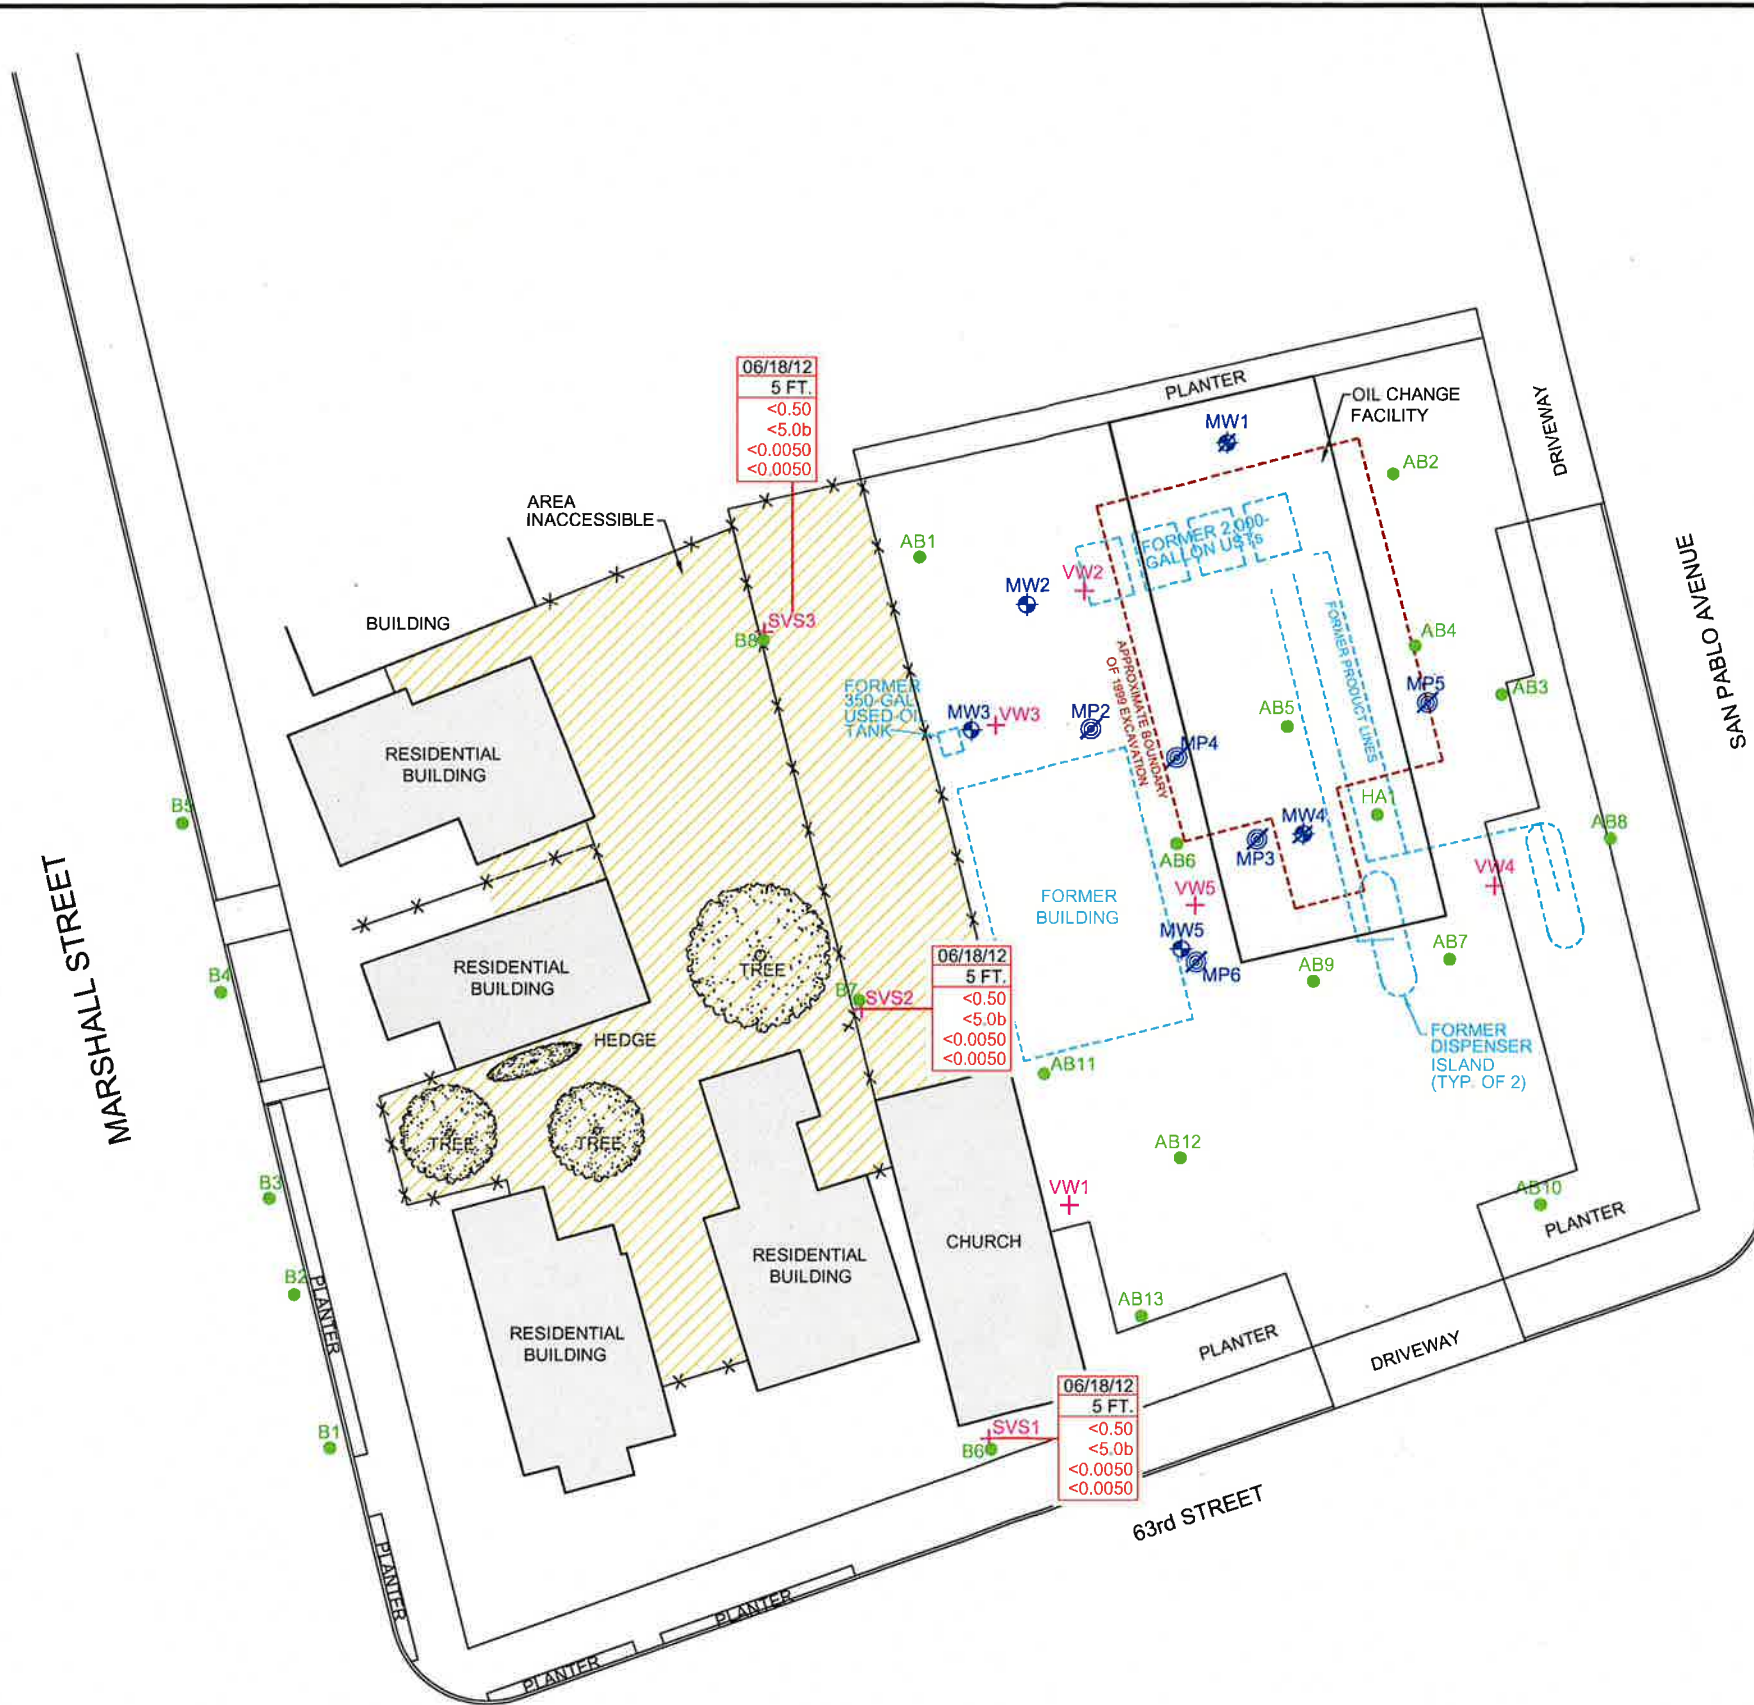 06/18/12
5 FT.
<0.50
<5.0b
<0.0050
<0.0050
PLANTER
OIL CHANGE
FACILITY
DRIVEWAY
MW1
AB2
AREA
INACCESSIBLE
AB1
FORMER 2,000-
GALLON USTs
VW2
MW2
SAN PABLO AVENUE
BUILDING
SVS3
B8
AB4
FORMER PRODUCT LINES
APPROXIMATE BOUNDARY
OF 1999 EXCAVATION
FORMER
350-GAL
USED-OIL
TANK
MW3
VW3
MP2
AB5
MP5
AB3
MP4
RESIDENTIAL
BUILDING
HA1
B5
MW4
AB8
MP3
AB6
VW4
VW5
MARSHALL STREET
FORMER
BUILDING
MW5
MP6
AB7
AB9
RESIDENTIAL
BUILDING
TREE
B4
B7
SVS2
06/18/12
5 FT.
<0.50
<5.0b
<0.0050
<0.0050
HEDGE
FORMER
DISPENSER
ISLAND
(TYP. OF 2)
AB11
TREE
TREE
AB12
B3
VW1
AB10
PLANTER
CHURCH
RESIDENTIAL
BUILDING
B2
PLANTER
AB13
RESIDENTIAL
BUILDING
PLANTER
DRIVEWAY
06/18/12
5 FT.
<0.50
<5.0b
<0.0050
<0.0050
SVS1
B6
B1
63rd STREET
PLANTER
PLANTER
PLANTER